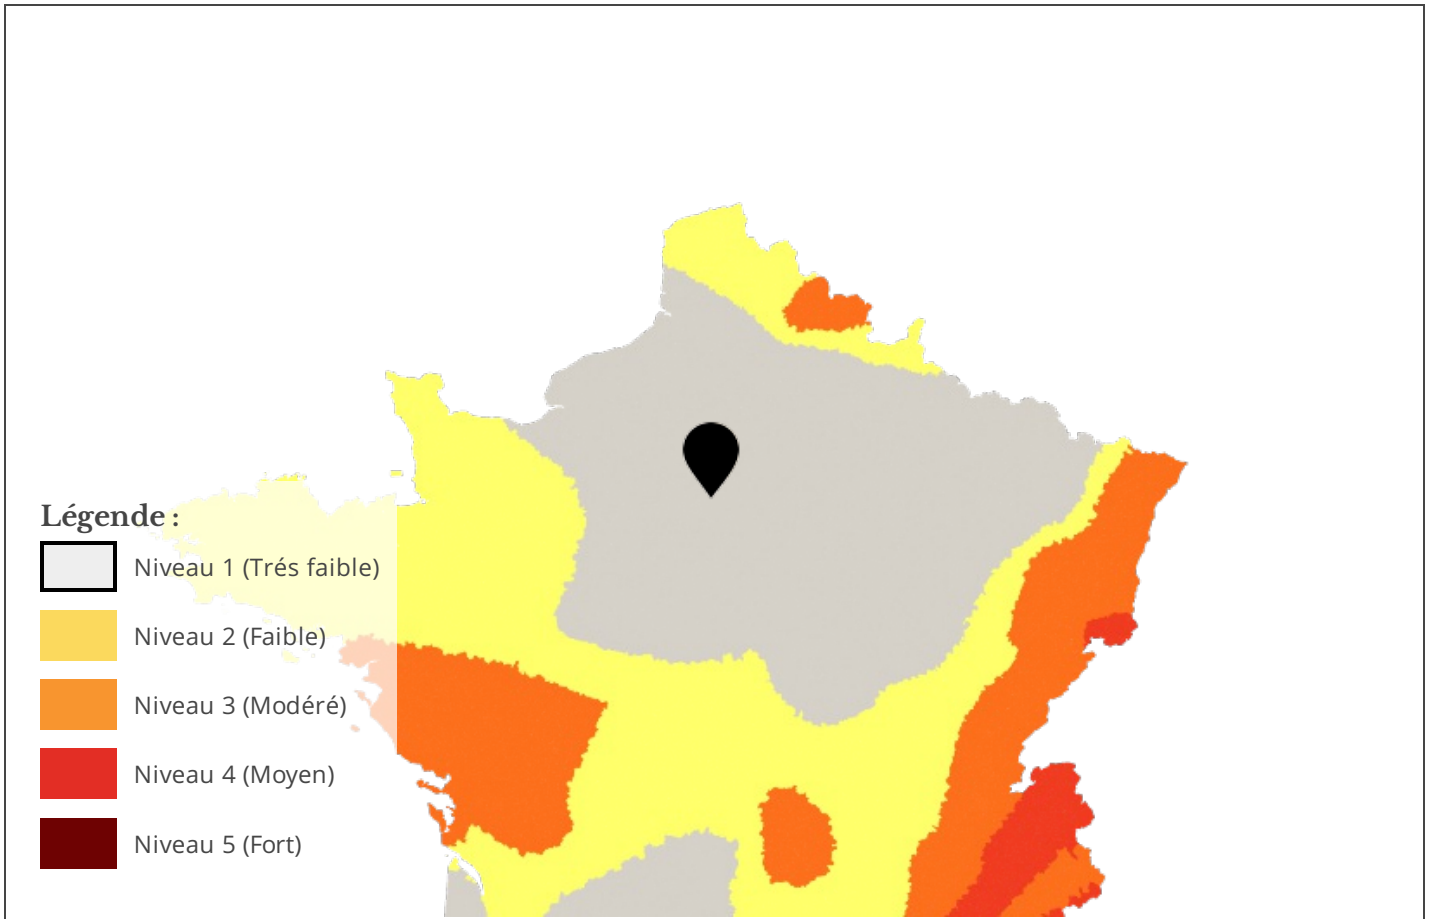 Légende :
Niveau 1 (Trés faible)
Niveau 2 (Faible)
Niveau 3 (Modéré)
Niveau 4 (Moyen)
Niveau 5 (Fort)